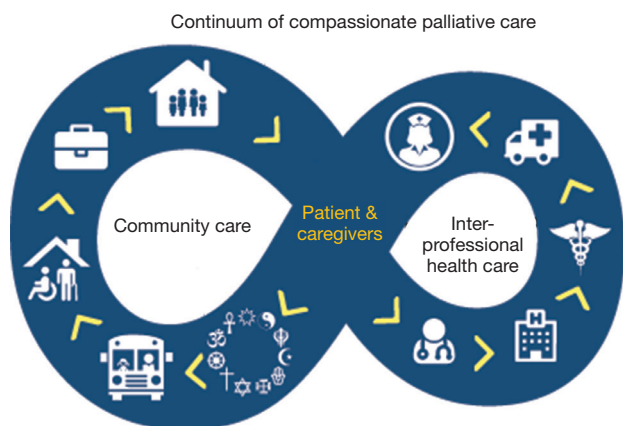 Continuum of compassionate palliative care
Community care
Patient &
caregivers
Inter-
professional
health care
H